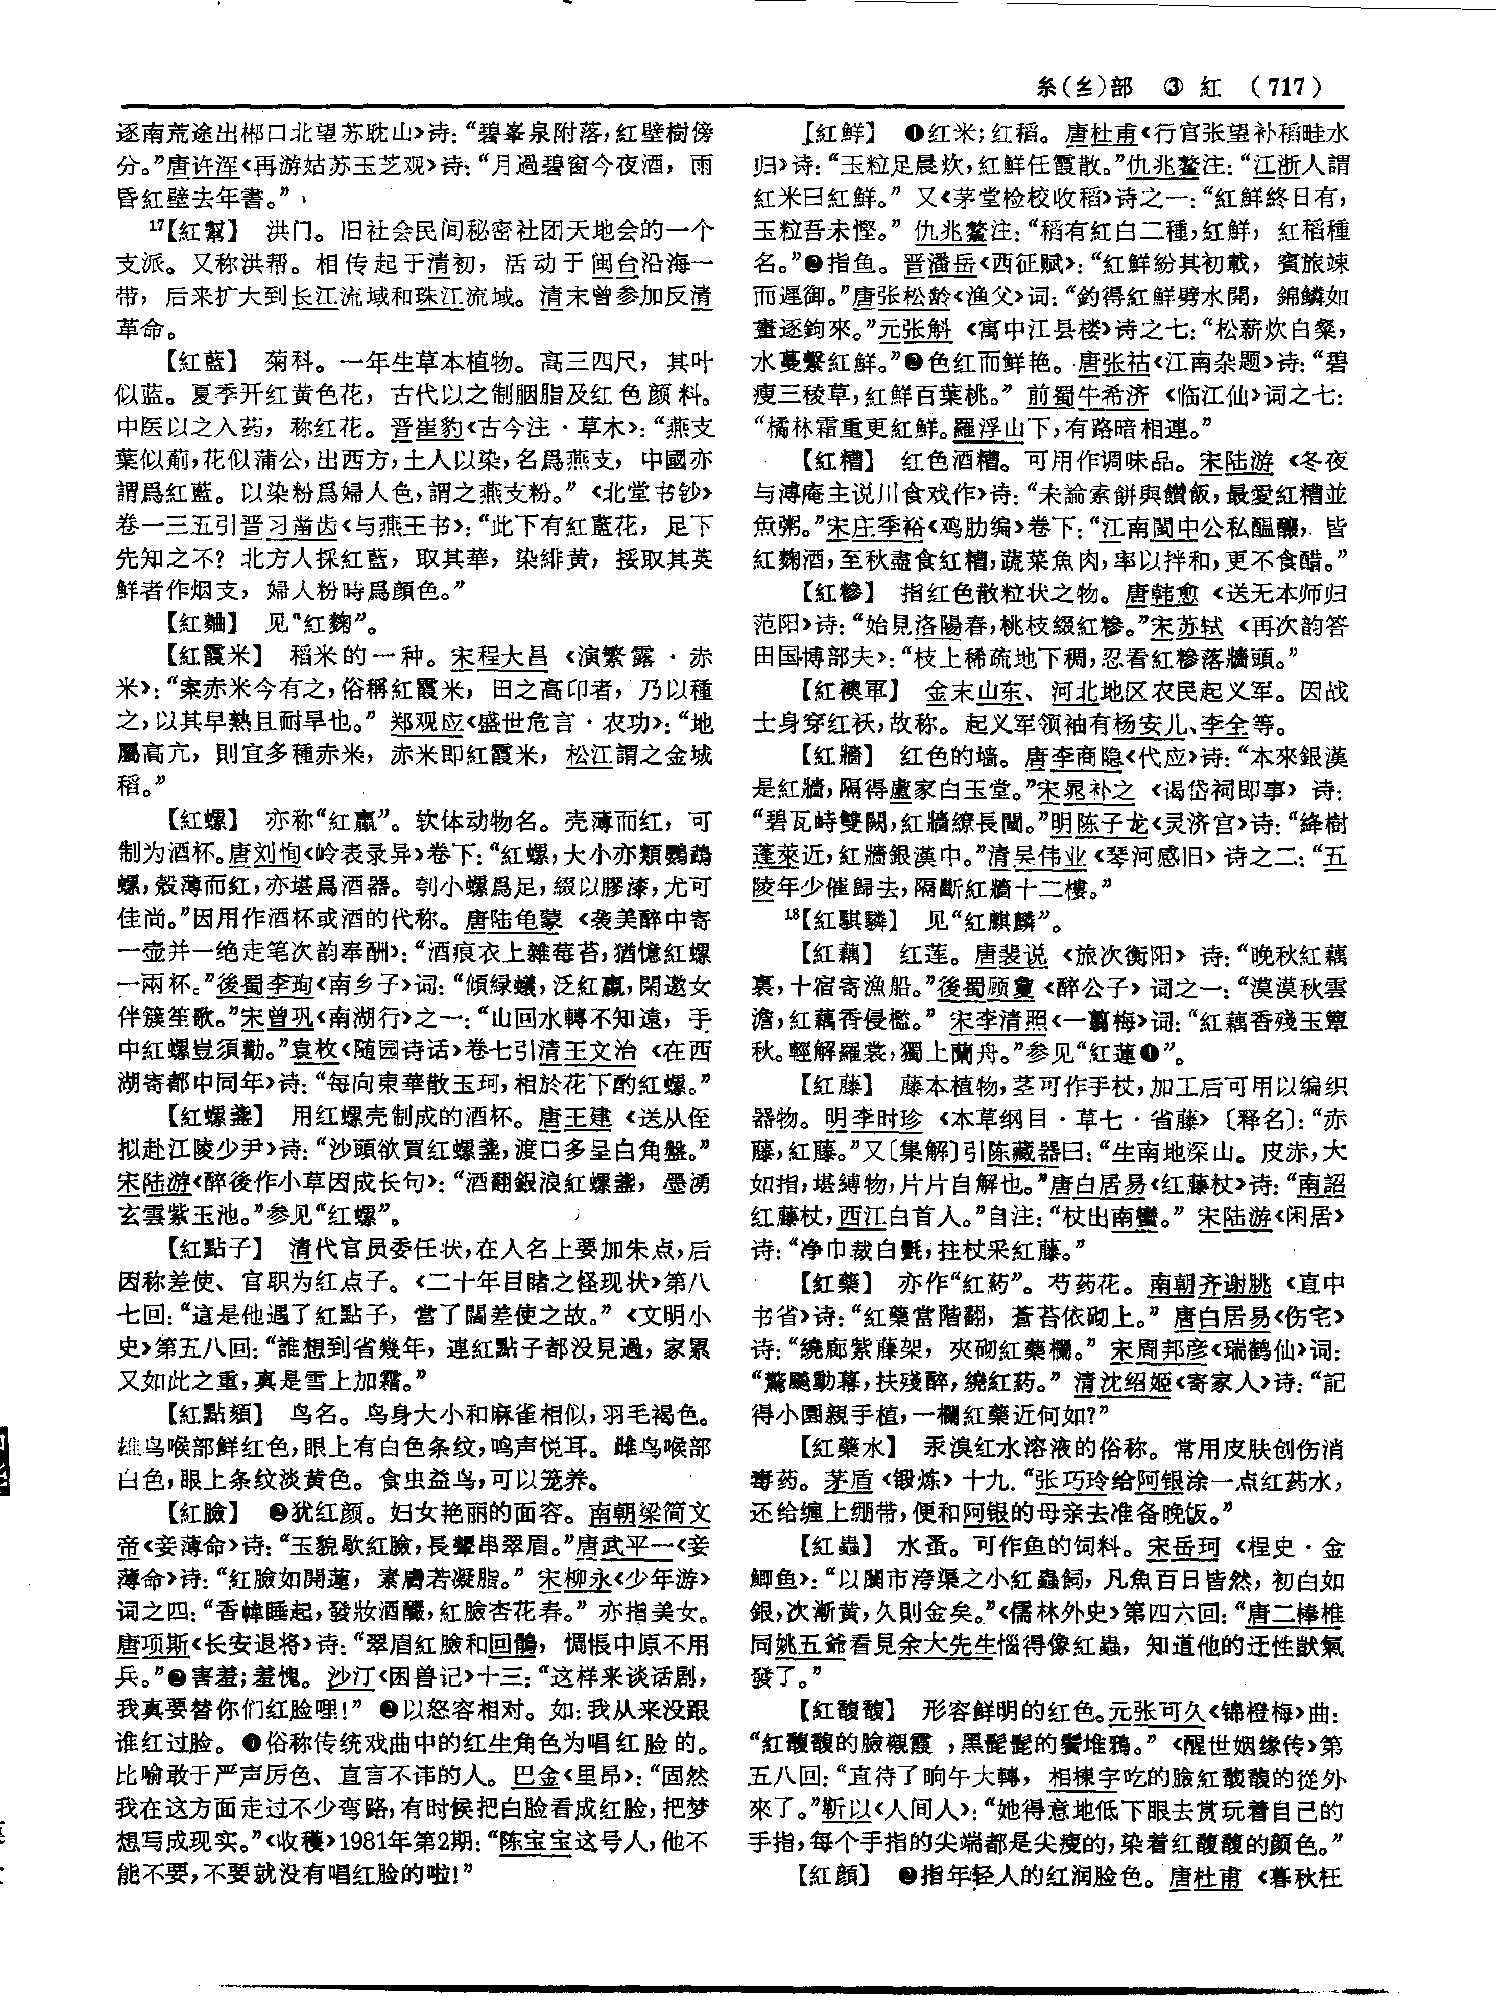 糸(纟)部 ③ 紅 (717)
逐南荒途出郴口北望苏耽山》诗：“碧峯泉附落，紅壁樹傍
分。”唐许浑《再游姑苏玉芝观》诗：“月過碧窗今夜酒，雨
昏紅壁去年書。”
17【紅幫】 洪门。旧社会民间秘密社团天地会的一个
支派。又称洪帮。相传起于清初，活动于闽台沿海一
带，后来扩大到长江流域和珠江流域。清末曾参加反清
革命。
【紅藍】 菊科。一年生草本植物。高三四尺，其叶
似蓝。夏季开红黄色花，古代以之制胭脂及红色颜料。
中医以之入药，称红花。晋崔豹《古今注·草木》：“燕支
葉似薊，花似蒲公，出西方，土人以染，名爲燕支，中國亦
謂爲紅藍。以染粉爲婦人色，謂之燕支粉。”《北堂书钞》
卷一三五引晋习凿齿《与燕王书》：“此下有紅藍花，足下
先知之不？北方人採紅藍，取其華，染緋黄，挼取其英
鮮者作烟支，婦人粉時爲顔色。”
【紅麯】 见“紅麴”。
【紅霞米】 稻米的一种。宋程大昌《演繁露·赤
米》：“案赤米今有之，俗稱紅霞米，田之高卬者，乃以種
之，以其早熟且耐旱也。”郑观应《盛世危言·农功》：“地
屬高亢，則宜多種赤米，赤米即紅霞米，松江謂之金城
稻。”
【紅螺】 亦称“紅蠃”。软体动物名。壳薄而红，可
制为酒杯。唐刘恂《岭表录异》卷下：“紅螺，大小亦類鸚鵡
螺，殼薄而紅，亦堪爲酒器。刳小螺爲足，綴以膠漆，尤可
佳尚。”因用作酒杯或酒的代称。唐陆龟蒙《袭美醉中寄
一壶并一绝走笔次韵奉酬》：“酒痕衣上雜莓苔，猶憶紅螺
一兩杯。”後蜀李珣《南乡子》词：“傾緑蟻，泛紅蠃，閑邀女
伴簇笙歌。”宋曾巩《南湖行》之一：“山回水轉不知遠，手
中紅螺豈須勸。”袁枚《随园诗话》卷七引清王文治《在西
湖寄都中同年》诗：“每向東華散玉珂，相於花下酌紅螺。”
【紅螺盞】 用红螺壳制成的酒杯。唐王建《送从侄
拟赴江陵少尹》诗：“沙頭欲買紅螺盞，渡口多呈白角盤。”
宋陆游《醉後作小草因成长句》：“酒翻銀浪紅螺盞，墨湧
玄雲紫玉池。”参见“红螺”。
【紅點子】 清代官员委任状，在人名上要加朱点，后
因称差使、官职为红点子。《二十年目睹之怪现状》第八
七回：“這是他遇了紅點子，當了闊差使之故。”《文明小
史》第五八回：“誰想到省幾年，連紅點子都没見過，家累
又如此之重，真是雪上加霜。”
【紅點頦】 鸟名。鸟身大小和麻雀相似，羽毛褐色。
雄鸟喉部鲜红色，眼上有白色条纹，鸣声悦耳。雌鸟喉部
白色，眼上条纹淡黄色。食虫益鸟，可以笼养。
【紅臉】 ❶犹红颜。妇女艳丽的面容。南朝梁简文
帝《妾薄命》诗：“玉貌歇紅臉，長顰串翠眉。”唐武平一《妾
薄命》诗：“紅臉如開蓮，素膚若凝脂。”宋柳永《少年游》
词之四：“香幃睡起，發妝酒釅，紅臉杏花春。”亦指美女。
唐项斯《长安退将》诗：“翠眉紅臉和回鶻，惆悵中原不用
兵。”❷害羞；羞愧。沙汀《困兽记》十三：“这样来谈话剧，
我真要替你们红脸哩！”❸以怒容相对。如：我从来没跟
谁红过脸。❹俗称传统戏曲中的红生角色为唱红脸的。
比喻敢于严声厉色、直言不讳的人。巴金《里昂》：“固然
我在这方面走过不少弯路，有时候把白脸看成红脸，把梦
想写成现实。”《收穫》1981年第2期：“陈宝宝这号人，他不
能不要，不要就没有唱红脸的啦！”
【紅鮮】 ❶红米；红稻。唐杜甫《行官张望补稻畦水
归》诗：“玉粒足晨炊，紅鮮任霞散。”仇兆鳌注：“江浙人謂
紅米曰紅鮮。”又《茅堂检校收稻》诗之一：“紅鮮終日有，
玉粒吾未慳。”仇兆鳌注：“稻有紅白二種，紅鮮，紅稻種
名。”❷指鱼。晋潘岳《西征赋》：“紅鮮紛其初載，賓旅竦
而遲御。”唐张松龄《渔父》词：“釣得紅鮮劈水開，錦鱗如
畫逐鉤來。”元张斛《寓中江县楼》诗之七：“松薪炊白粲，
水蔓繫紅鮮。”❸色红而鲜艳。唐张祜《江南杂题》诗：“碧
瘦三稜草，紅鮮百葉桃。”前蜀牛希济《临江仙》词之七：
“橘林霜重更紅鮮。羅浮山下，有路暗相連。”
【紅糟】 红色酒糟。可用作调味品。宋陆游《冬夜
与溥庵主说川食戏作》诗：“未論索餅與饡飯，最愛紅糟並
魚粥。”宋庄季裕《鸡肋编》卷下：“江南閩中公私醖釀，皆
紅麴酒，至秋盡食紅糟，蔬菜魚肉，率以拌和，更不食醋。”
【紅糝】 指红色散粒状之物。唐韩愈《送无本师归
范阳》诗：“始見洛陽春，桃枝綴紅糝。”宋苏轼《再次韵答
田国博部夫》：“枝上稀疏地下稠，忍看紅糝落牆頭。”
【紅襖軍】 金末山东、河北地区农民起义军。因战
士身穿红袄，故称。起义军领袖有杨安儿、李全等。
【紅牆】 红色的墙。唐李商隐《代应》诗：“本來銀漢
是紅牆，隔得盧家白玉堂。”宋晁补之《谒岱祠即事》诗：
“碧瓦峙雙闕，紅牆繚長闉。”明陈子龙《灵济宫》诗：“絳樹
蓬萊近，紅牆銀漢中。”清吴伟业《琴河感旧》诗之二：“五
陵年少催歸去，隔斷紅牆十二樓。”
18【紅騏驎】 见“紅麒麟”。
【紅藕】 红莲。唐裴说《旅次衡阳》诗：“晚秋紅藕
裏，十宿寄漁船。”後蜀顾敻《醉公子》词之一：“漠漠秋雲
澹，紅藕香侵檻。”宋李清照《一翦梅》词：“紅藕香殘玉簟
秋。輕解羅裳，獨上蘭舟。”参见“紅蓮❶”。
【紅藤】 藤本植物，茎可作手杖，加工后可用以编织
器物。明李时珍《本草纲目·草七·省藤》〔释名〕：“赤
藤，紅藤。”又〔集解〕引陈藏器曰：“生南地深山。皮赤，大
如指，堪縛物，片片自解也。”唐白居易《红藤杖》诗：“南詔
紅藤杖，西江白首人。”自注：“杖出南蠻。”宋陆游《闲居》
诗：“净巾裁白氎，拄杖采紅藤。”
【紅藥】 亦作“紅葯”。芍药花。南朝齐谢朓《直中
书省》诗：“紅藥當階翻，蒼苔依砌上。”唐白居易《伤宅》
诗：“繞廊紫藤架，夾砌紅藥欄。”宋周邦彦《瑞鹤仙》词：
“驚飈動幕，扶殘醉，繞紅葯。”清沈绍姬《寄家人》诗：“記
得小園親手植，一欄紅藥近何如？”
【紅藥水】 汞溴红水溶液的俗称。常用皮肤创伤消
毒药。茅盾《锻炼》十九：“张巧玲给阿银涂一点红药水，
还给缠上绷带，便和阿银的母亲去准备晚饭。”
【紅蟲】 水蚤。可作鱼的饲料。宋岳珂《桯史·金
鲫鱼》：“以闤市洿渠之小紅蟲飼，凡魚百日皆然，初白如
銀，次漸黄，久則金矣。”《儒林外史》第四六回：“唐二棒椎
同姚五爺看見余大先生惱得像紅蟲，知道他的迂性獃氣
發了。”
【紅馥馥】 形容鲜明的红色。元张可久《锦橙梅》曲：
“紅馥馥的臉襯霞，黑髭髭的鬢堆鴉。”《醒世姻缘传》第
五八回：“直待了晌午大轉，相棟宇吃的臉紅馥馥的從外
來了。”靳以《人间人》：“她得意地低下眼去赏玩着自己的
手指，每个手指的尖端都是尖瘦的，染着红馥馥的颜色。”
【紅顔】 ❶指年轻人的红润脸色。唐杜甫《暮秋枉